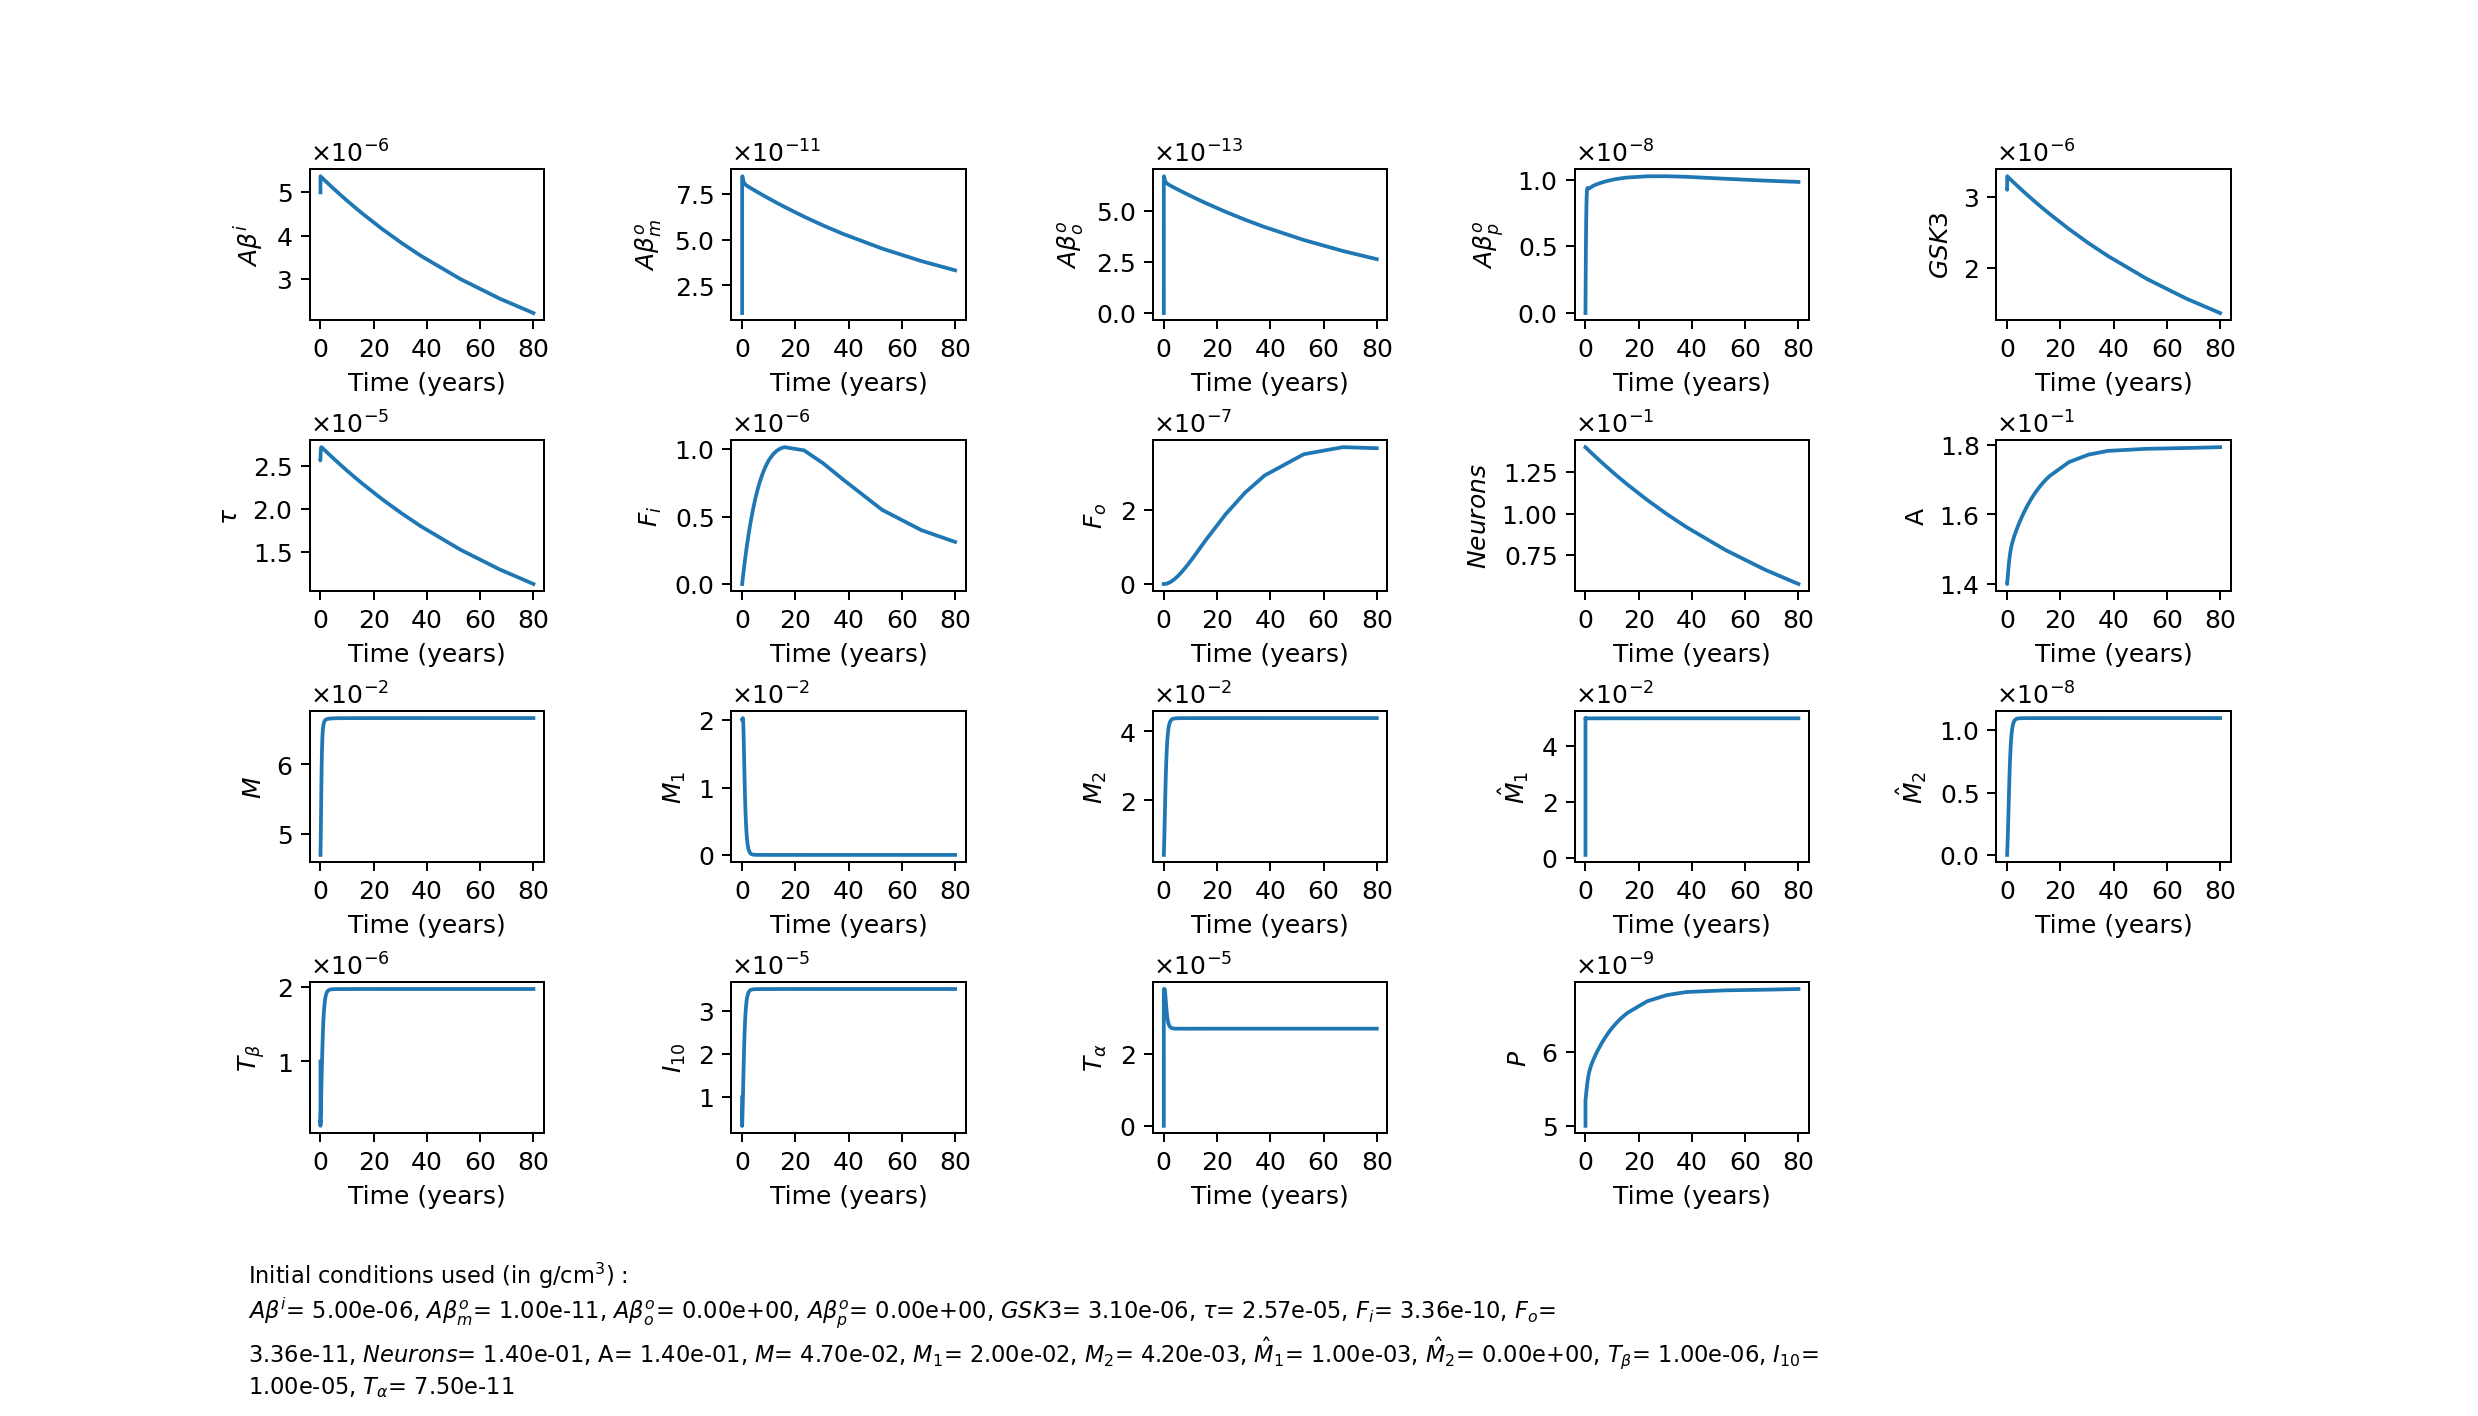 ×10⁻⁶ ×10⁻¹¹ ×10⁻¹³ ×10⁻⁸ ×10⁻⁶
Aβⁱ 5 4 3
0 20 40 60 80
Time (years)
Aβₘᵒ 7.5 5.0 2.5
0 20 40 60 80
Time (years)
Aβₒᵒ 5.0 2.5 0.0
0 20 40 60 80
Time (years)
Aβₚᵒ 1.0 0.5 0.0
0 20 40 60 80
Time (years)
GSK3 3 2
0 20 40 60 80
Time (years)
×10⁻⁵ ×10⁻⁶ ×10⁻⁷ ×10⁻¹ ×10⁻¹
τ 2.5 2.0 1.5
0 20 40 60 80
Time (years)
Fᵢ 1.0 0.5 0.0
0 20 40 60 80
Time (years)
Fₒ 2 0
0 20 40 60 80
Time (years)
Neurons 1.25 1.00 0.75
0 20 40 60 80
Time (years)
A 1.8 1.6 1.4
0 20 40 60 80
Time (years)
×10⁻² ×10⁻² ×10⁻² ×10⁻² ×10⁻⁸
M 6 5
0 20 40 60 80
Time (years)
M₁ 2 1 0
0 20 40 60 80
Time (years)
M₂ 4 2
0 20 40 60 80
Time (years)
M̂₁ 4 2 0
0 20 40 60 80
Time (years)
M̂₂ 1.0 0.5 0.0
0 20 40 60 80
Time (years)
×10⁻⁶ ×10⁻⁵ ×10⁻⁵ ×10⁻⁹
Tᵦ 2 1
0 20 40 60 80
Time (years)
I₁₀ 3 2 1
0 20 40 60 80
Time (years)
Tα 2 0
0 20 40 60 80
Time (years)
P 6 5
0 20 40 60 80
Time (years)
Initial conditions used (in g/cm³) :
Aβⁱ= 5.00e-06, Aβₘᵒ= 1.00e-11, Aβₒᵒ= 0.00e+00, Aβₚᵒ= 0.00e+00, GSK3= 3.10e-06, τ= 2.57e-05, Fᵢ= 3.36e-10, Fₒ=
3.36e-11, Neurons= 1.40e-01, A= 1.40e-01, M= 4.70e-02, M₁= 2.00e-02, M₂= 4.20e-03, M̂₁= 1.00e-03, M̂₂= 0.00e+00, Tᵦ= 1.00e-06, I₁₀=
1.00e-05, Tα= 7.50e-11